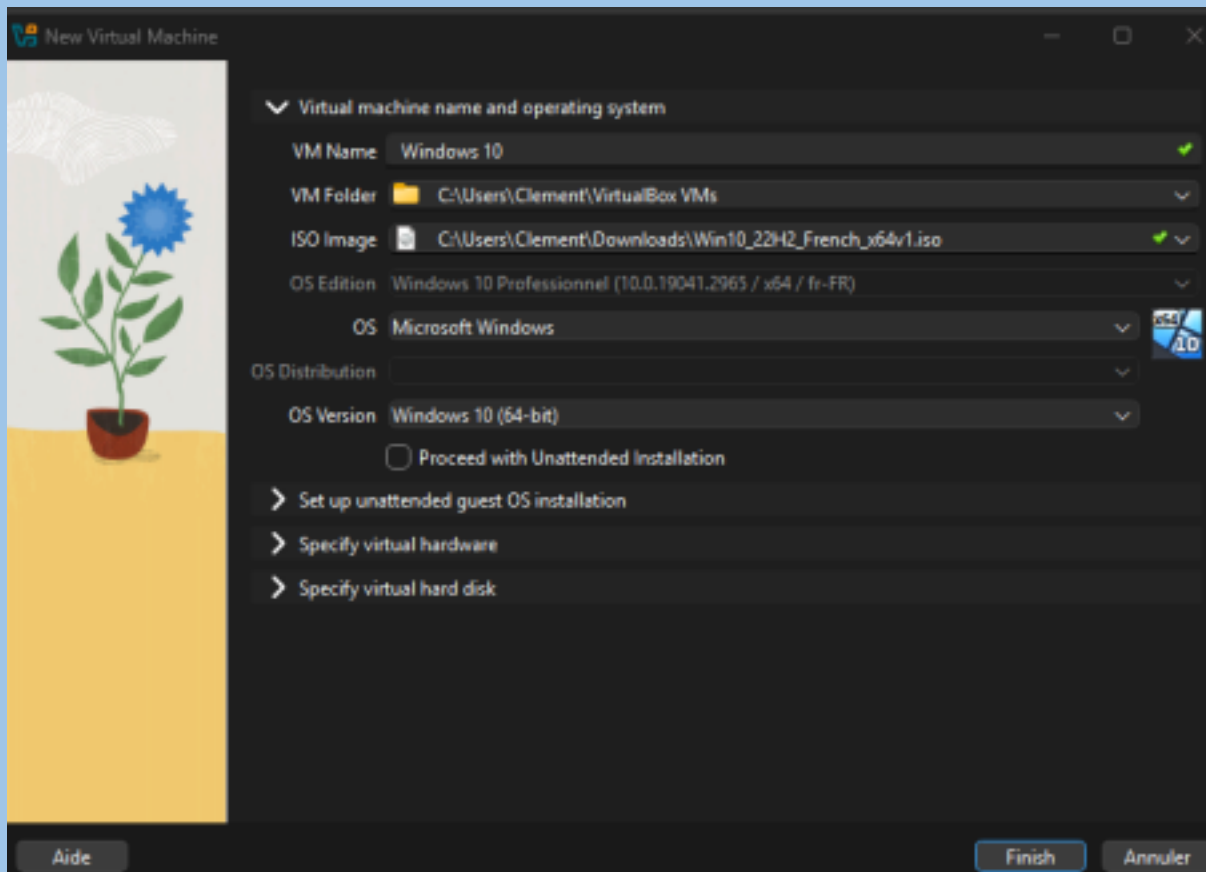 New Virtual Machine
Virtual machine name and operating system
VM Name Windows 10
VM Folder C:\Users\Clement\VirtualBox VMs
ISO Image C:\Users\Clement\Downloads\Win10_22H2_French_x64v1.iso
OS Edition Windows 10 Professionnel (10.0.19041.2965 / x64 / fr-FR)
OS Microsoft Windows
x64
10
OS Distribution
OS Version Windows 10 (64-bit)
Proceed with Unattended Installation
Set up unattended guest OS installation
Specify virtual hardware
Specify virtual hard disk
Aide Finish Annuler